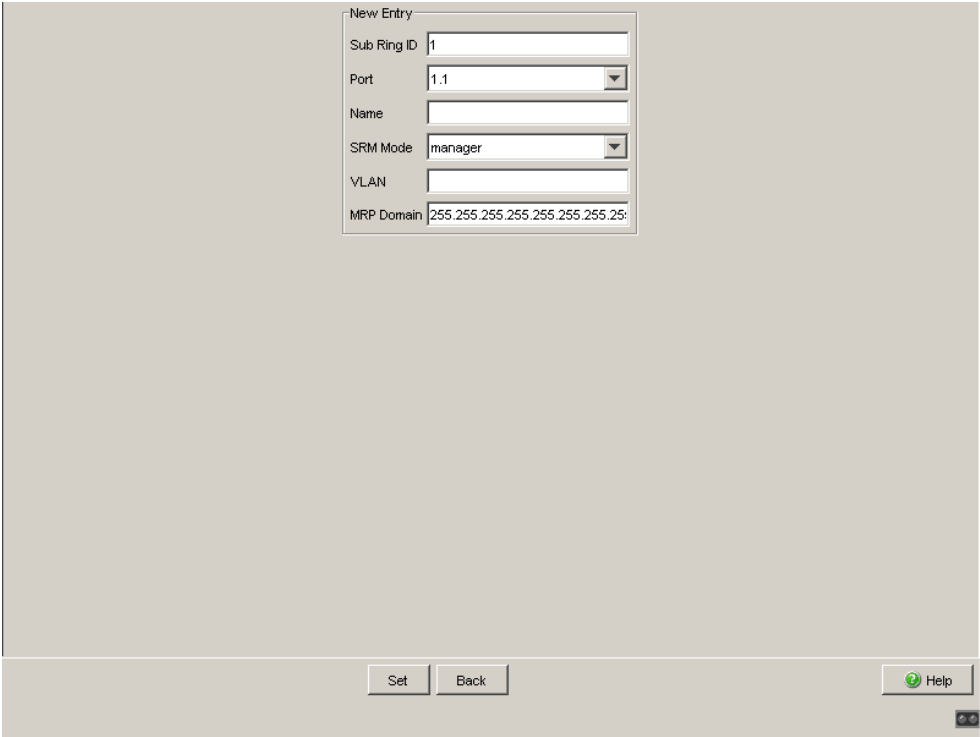 New Entry
Sub Ring ID 1
Port 1.1
Name
SRM Mode manager
VLAN
MRP Domain 255.255.255.255.255.255.255.25
Set Back Help